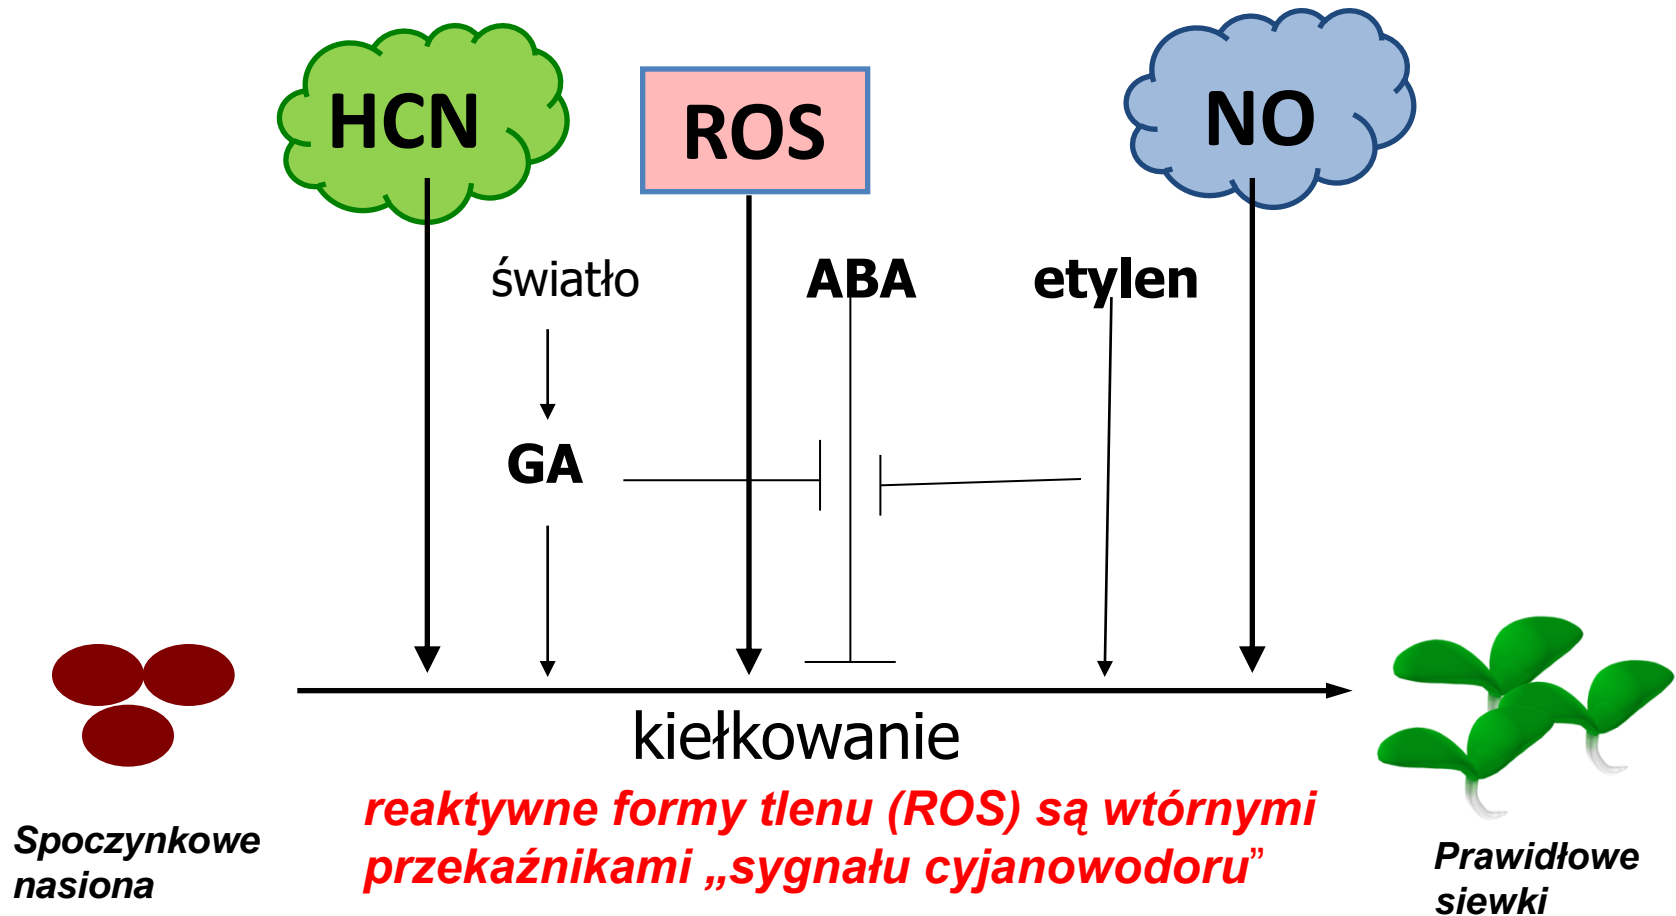 HCN
ROS
NO
światło
ABA
etylen
GA
kiełkowanie
reaktywne formy tlenu (ROS) są wtórnymi
przekaźnikami „sygnału cyjanowodoru”
Spoczynkowe
nasiona
Prawidłowe
siewki